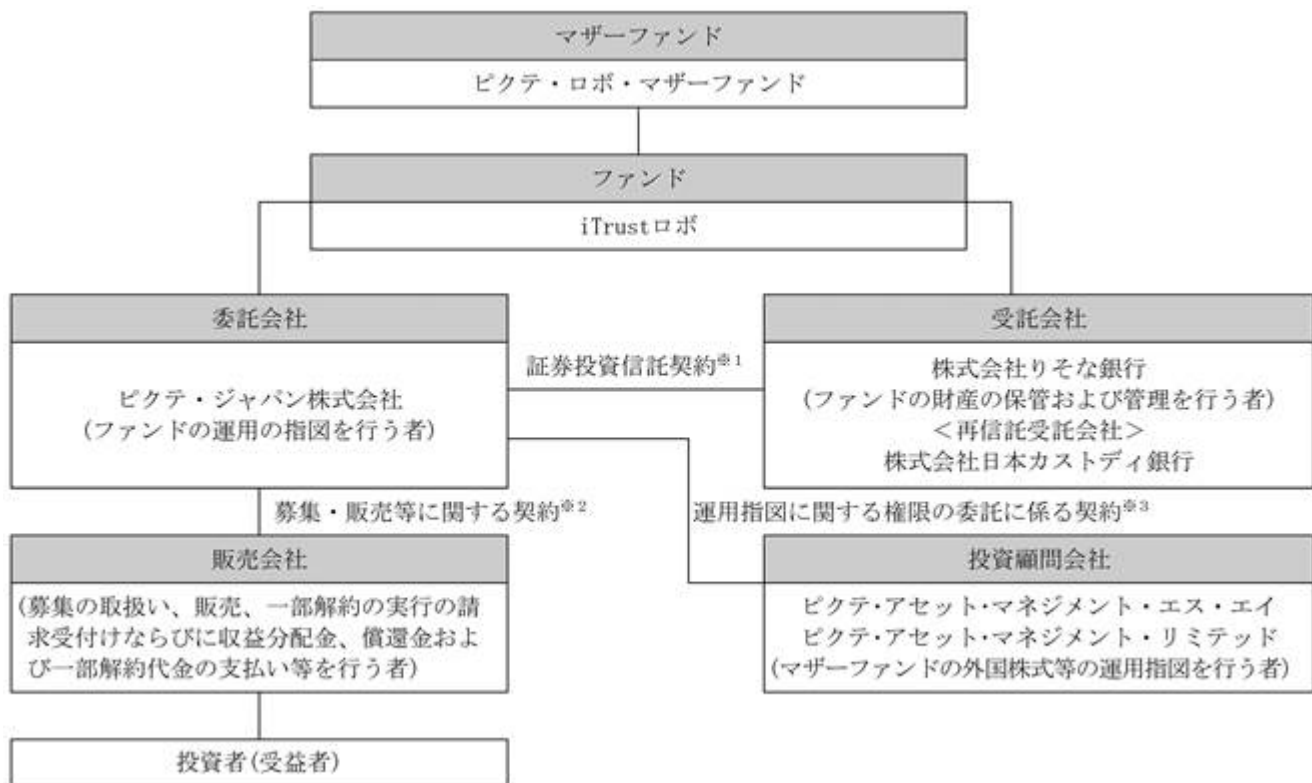 マザーファンド
ピクテ・ロボ・マザーファンド
ファンド
iTrustロボ
委託会社
ピクテ・ジャパン株式会社
(ファンドの運用の指図を行う者)
証券投資信託契約※1
受託会社
株式会社りそな銀行
(ファンドの財産の保管および管理を行う者)
<再信託受託会社>
株式会社日本カストディ銀行
募集・販売等に関する契約※2
運用指図に関する権限の委託に係る契約※3
販売会社
(募集の取扱い、販売、一部解約の実行の請
求受付けならびに収益分配金、償還金およ
び一部解約代金の支払い等を行う者)
投資顧問会社
ピクテ・アセット・マネジメント・エス・エイ
ピクテ・アセット・マネジメント・リミテッド
(マザーファンドの外国株式等の運用指図を行う者)
投資者(受益者)